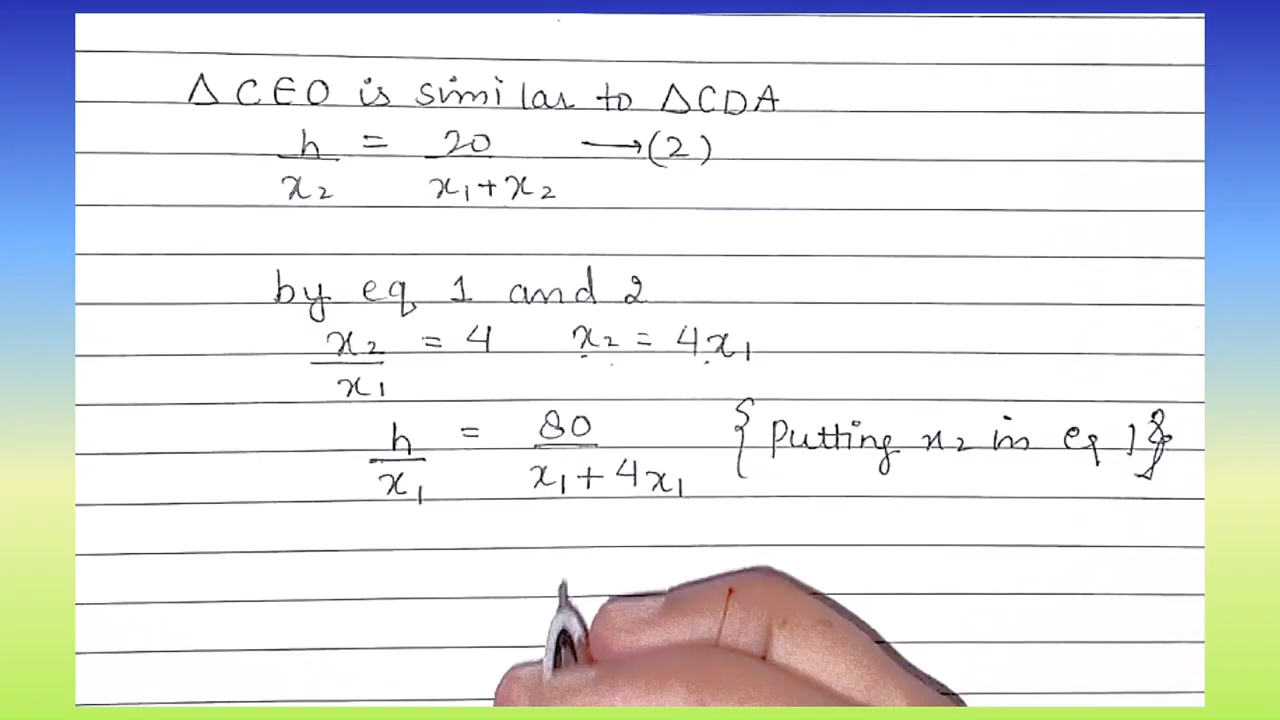 Δ CEO is similar to ΔCDA
h/x₂ = 20/x₁+x₂ →(2)
by eq 1 and 2
x₂/x₁ = 4 x₂ = 4x₁
h/x₁ = 80/x₁+4x₁ {Putting x₂ in eq 1}